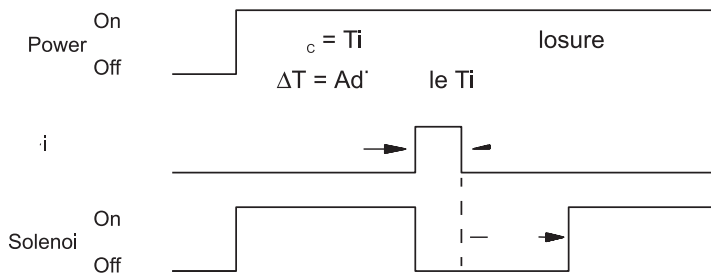 On
Power
Off
c = Ti losure
ΔT = Ad le Ti
i
On
Solenoi
Off